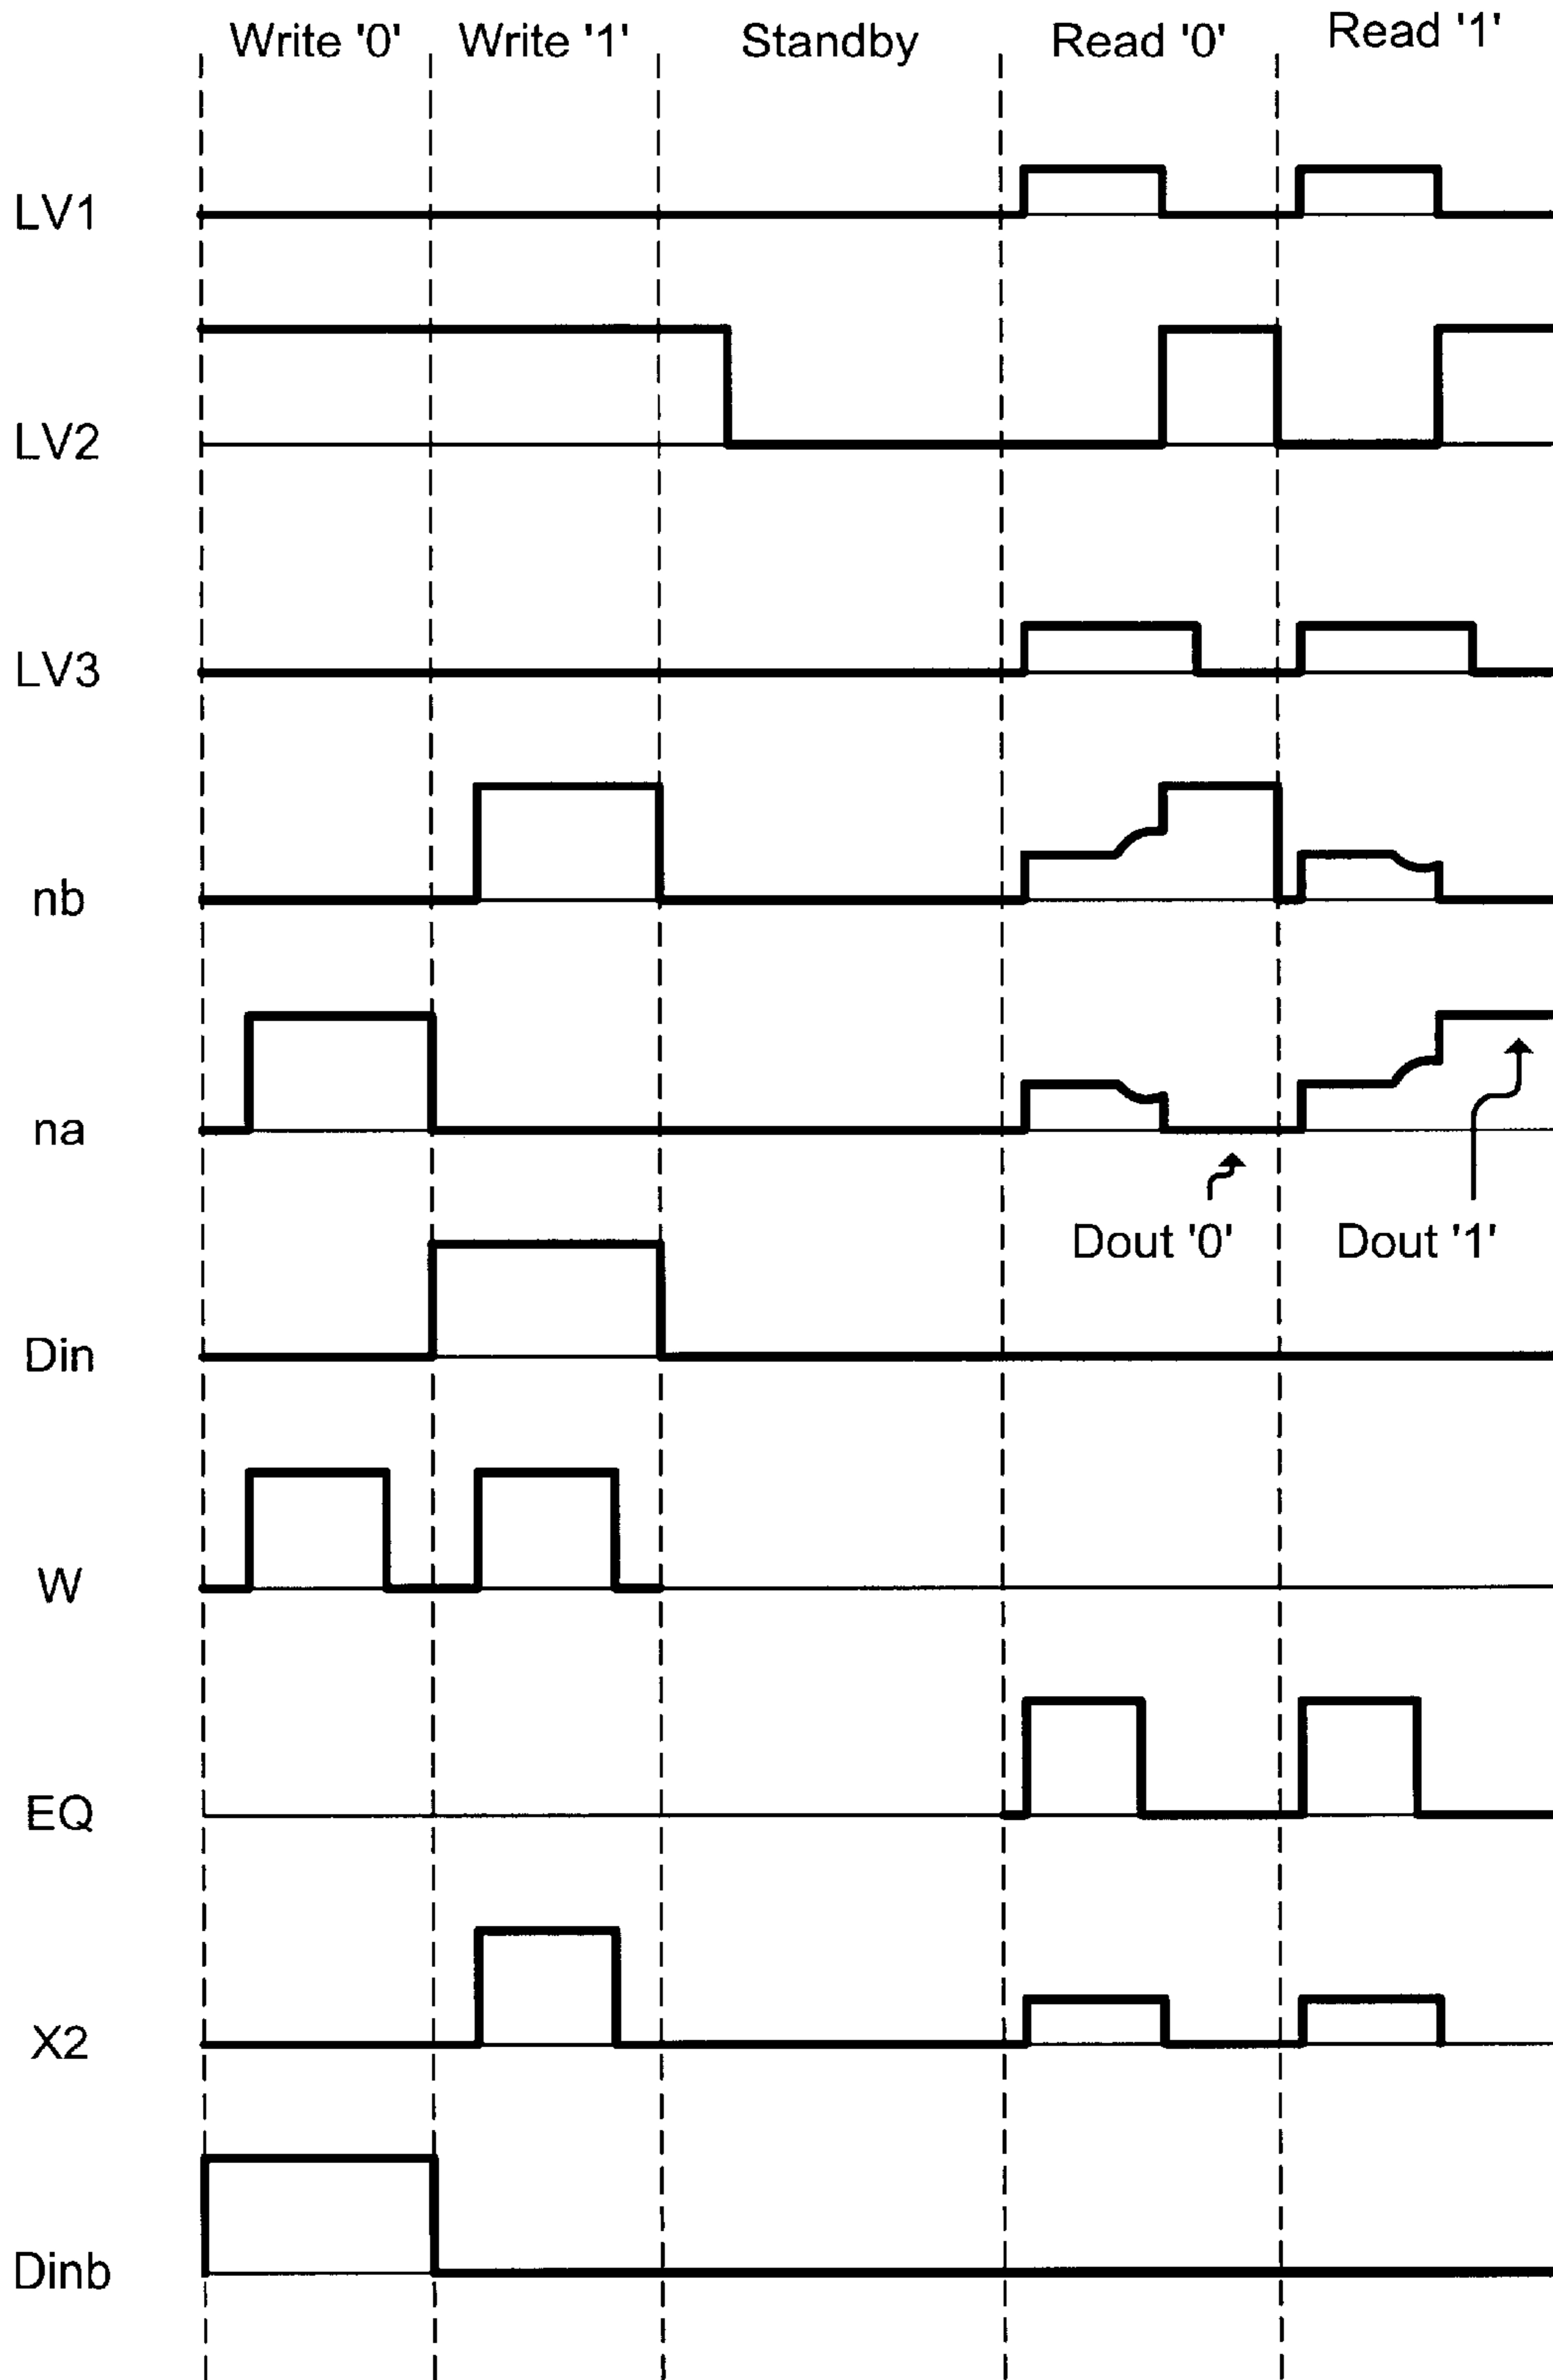 Write '0' Write '1' Standby Read '0' Read '1'
LV1
LV2
LV3
nb
na
Dout '0' Dout '1'
Din
W
EQ
X2
Dinb